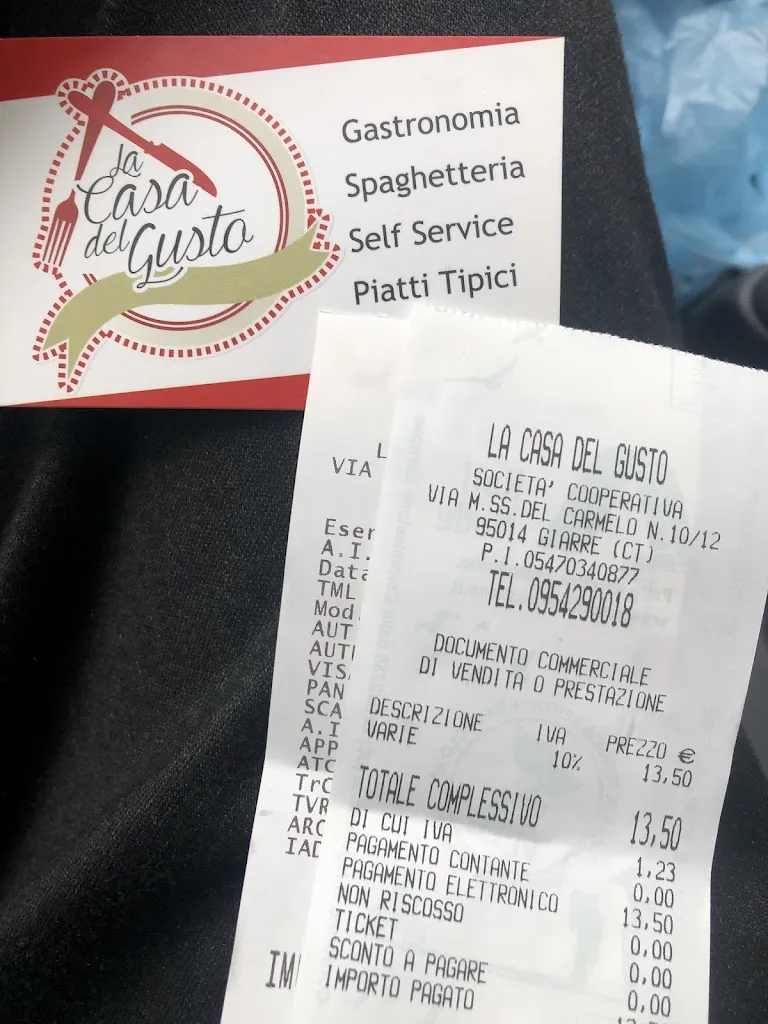 la
Casa
del Gusto
Gastronomia
Spaghetteria
Self Service
Piatti Tipici
L
VIA
Eser
A.I.
Data
TML
Mod.
AUT
AUT
VIS
PAN
SCA
A.I
APP
ATC
TrC
TVR
ARC
IAD
IM
LA CASA DEL GUSTO
SOCIETA' COOPERATIVA
VIA M.SS.DEL CARMELO N.10/12
95014 GIARRE (CT)
P.I.05470340877
TEL.0954290018
DOCUMENTO COMMERCIALE
DI VENDITA O PRESTAZIONE
DESCRIZIONE IVA PREZZO €
VARIE 10% 13,50
TOTALE COMPLESSIVO 13,50
DI CUI IVA 1,23
PAGAMENTO CONTANTE 0,00
PAGAMENTO ELETTRONICO 13,50
NON RISCOSSO 0,00
TICKET 0,00
SCONTO A PAGARE 0,00
IMPORTO PAGATO